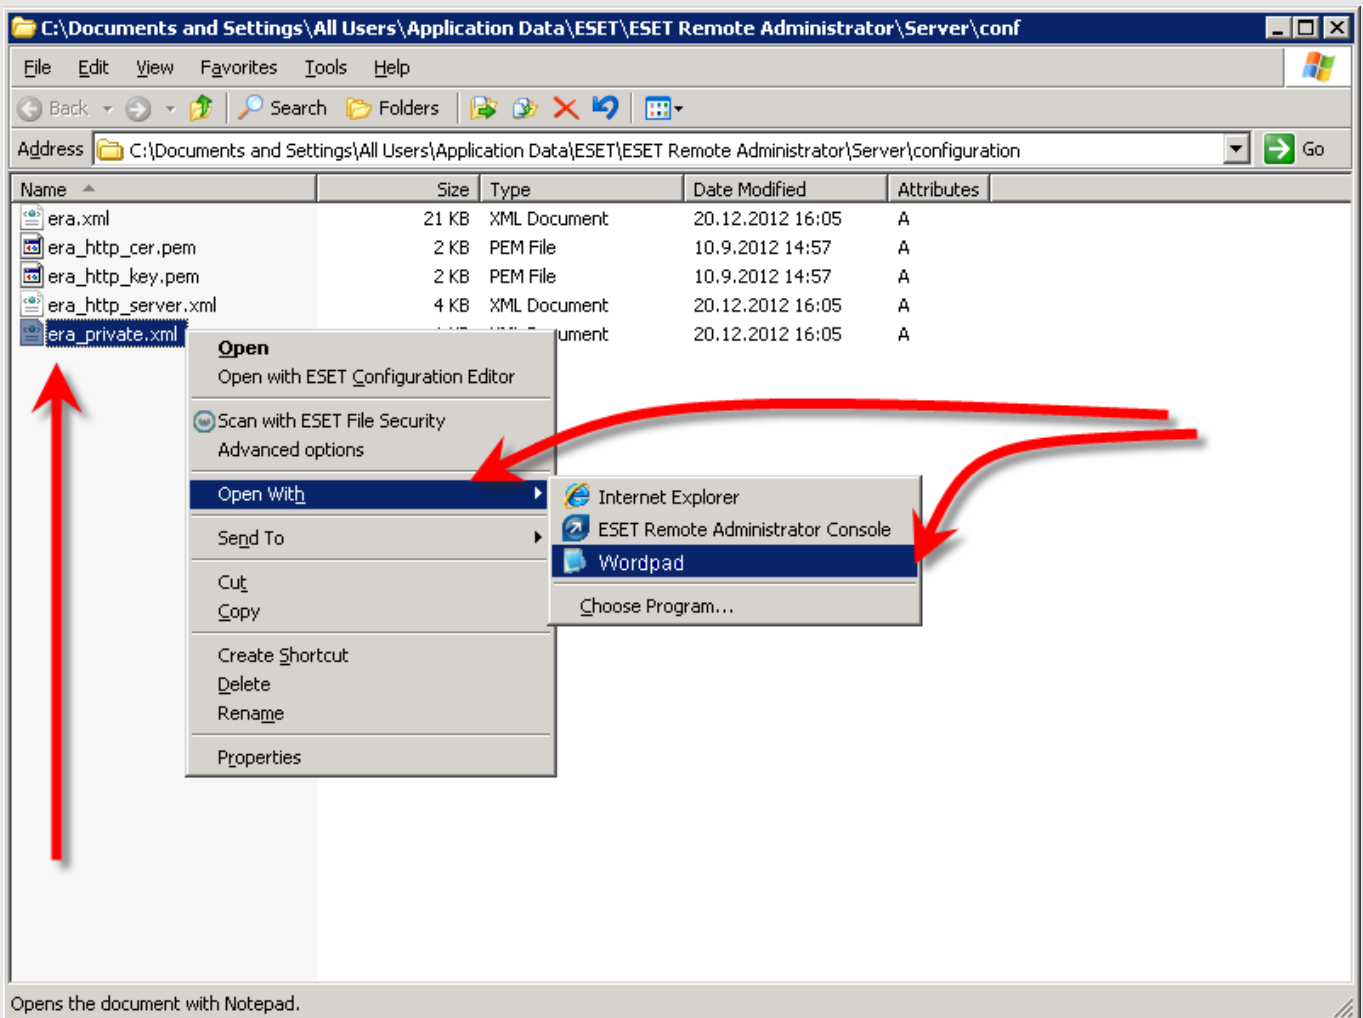 C:\Documents and Settings\All Users\Application Data\ESET\ESET Remote Administrator\Server\conf
File Edit View Favorites Tools Help
Back Search Folders
Address C:\Documents and Settings\All Users\Application Data\ESET\ESET Remote Administrator\Server\configuration Go
Name Size Type Date Modified Attributes
era.xml 21 KB XML Document 20.12.2012 16:05 A
era_http_cer.pem 2 KB PEM File 10.9.2012 14:57 A
era_http_key.pem 2 KB PEM File 10.9.2012 14:57 A
era_http_server.xml 4 KB XML Document 20.12.2012 16:05 A
era_private.xml ument 20.12.2012 16:05 A
Open
Open with ESET Configuration Editor
Scan with ESET File Security
Advanced options
Open With
Send To
Cut
Copy
Create Shortcut
Delete
Rename
Properties
Internet Explorer
ESET Remote Administrator Console
Wordpad
Choose Program...
Opens the document with Notepad.